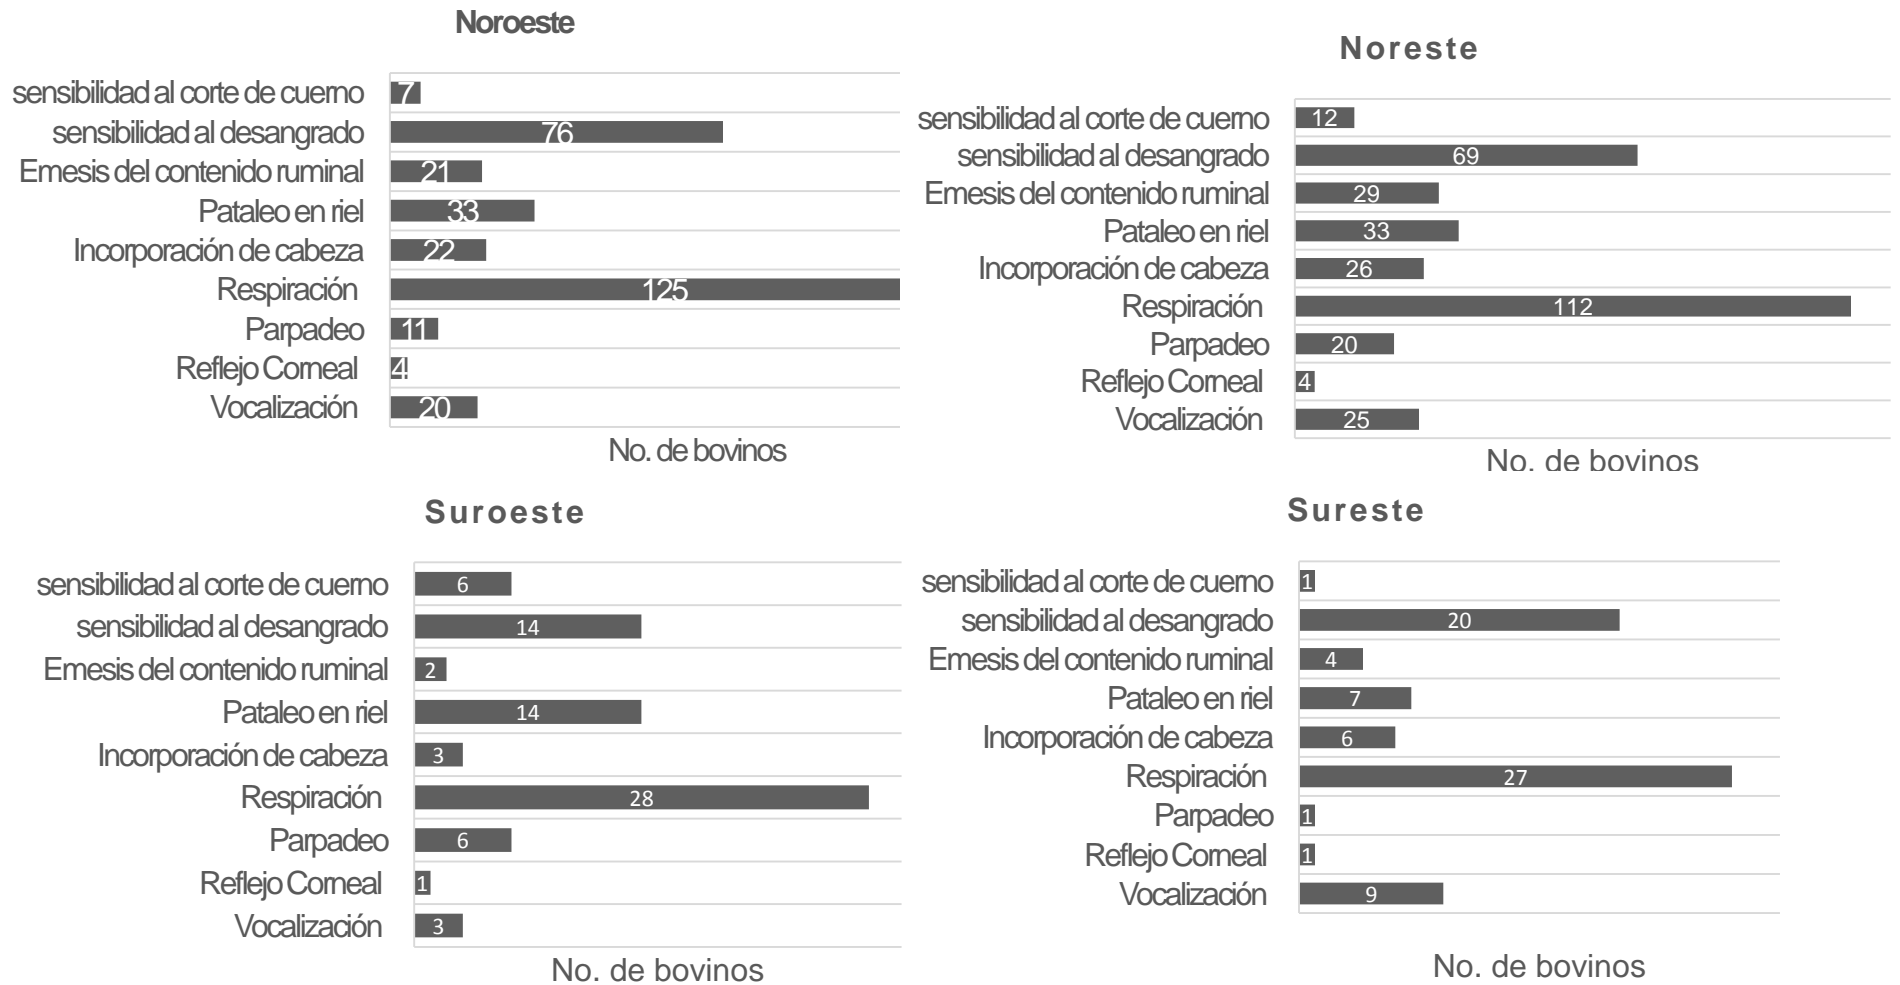 Noroeste
sensibilidad al corte de cuerno 7
sensibilidad al desangrado 76
Emesis del contenido ruminal 21
Pataleo en riel 33
Incorporación de cabeza 22
Respiración 125
Parpadeo 11
Reflejo Corneal 4
Vocalización 20
No. de bovinos
Noreste
sensibilidad al corte de cuerno 12
sensibilidad al desangrado 69
Emesis del contenido ruminal 29
Pataleo en riel 33
Incorporación de cabeza 26
Respiración 112
Parpadeo 20
Reflejo Corneal 4
Vocalización 25
No. de bovinos
Suroeste
sensibilidad al corte de cuerno 6
sensibilidad al desangrado 14
Emesis del contenido ruminal 2
Pataleo en riel 14
Incorporación de cabeza 3
Respiración 28
Parpadeo 6
Reflejo Corneal 1
Vocalización 3
No. de bovinos
Sureste
sensibilidad al corte de cuerno 1
sensibilidad al desangrado 20
Emesis del contenido ruminal 4
Pataleo en riel 7
Incorporación de cabeza 6
Respiración 27
Parpadeo 1
Reflejo Corneal 1
Vocalización 9
No. de bovinos